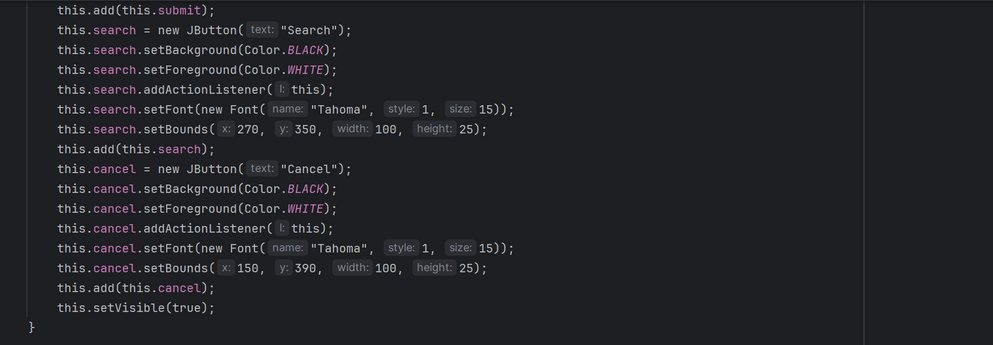 this.add(this.submit);
this.search = new JButton( text: "Search");
this.search.setBackground(Color.BLACK);
this.search.setForeground(Color.WHITE);
this.search.addActionListener( l: this);
this.search.setFont(new Font( name: "Tahoma", style: 1, size: 15));
this.search.setBounds( x: 270, y: 350, width: 100, height: 25);
this.add(this.search);
this.cancel = new JButton( text: "Cancel");
this.cancel.setBackground(Color.BLACK);
this.cancel.setForeground(Color.WHITE);
this.cancel.addActionListener( l: this);
this.cancel.setFont(new Font( name: "Tahoma", style: 1, size: 15));
this.cancel.setBounds( x: 150, y: 390, width: 100, height: 25);
this.add(this.cancel);
this.setVisible(true);
}